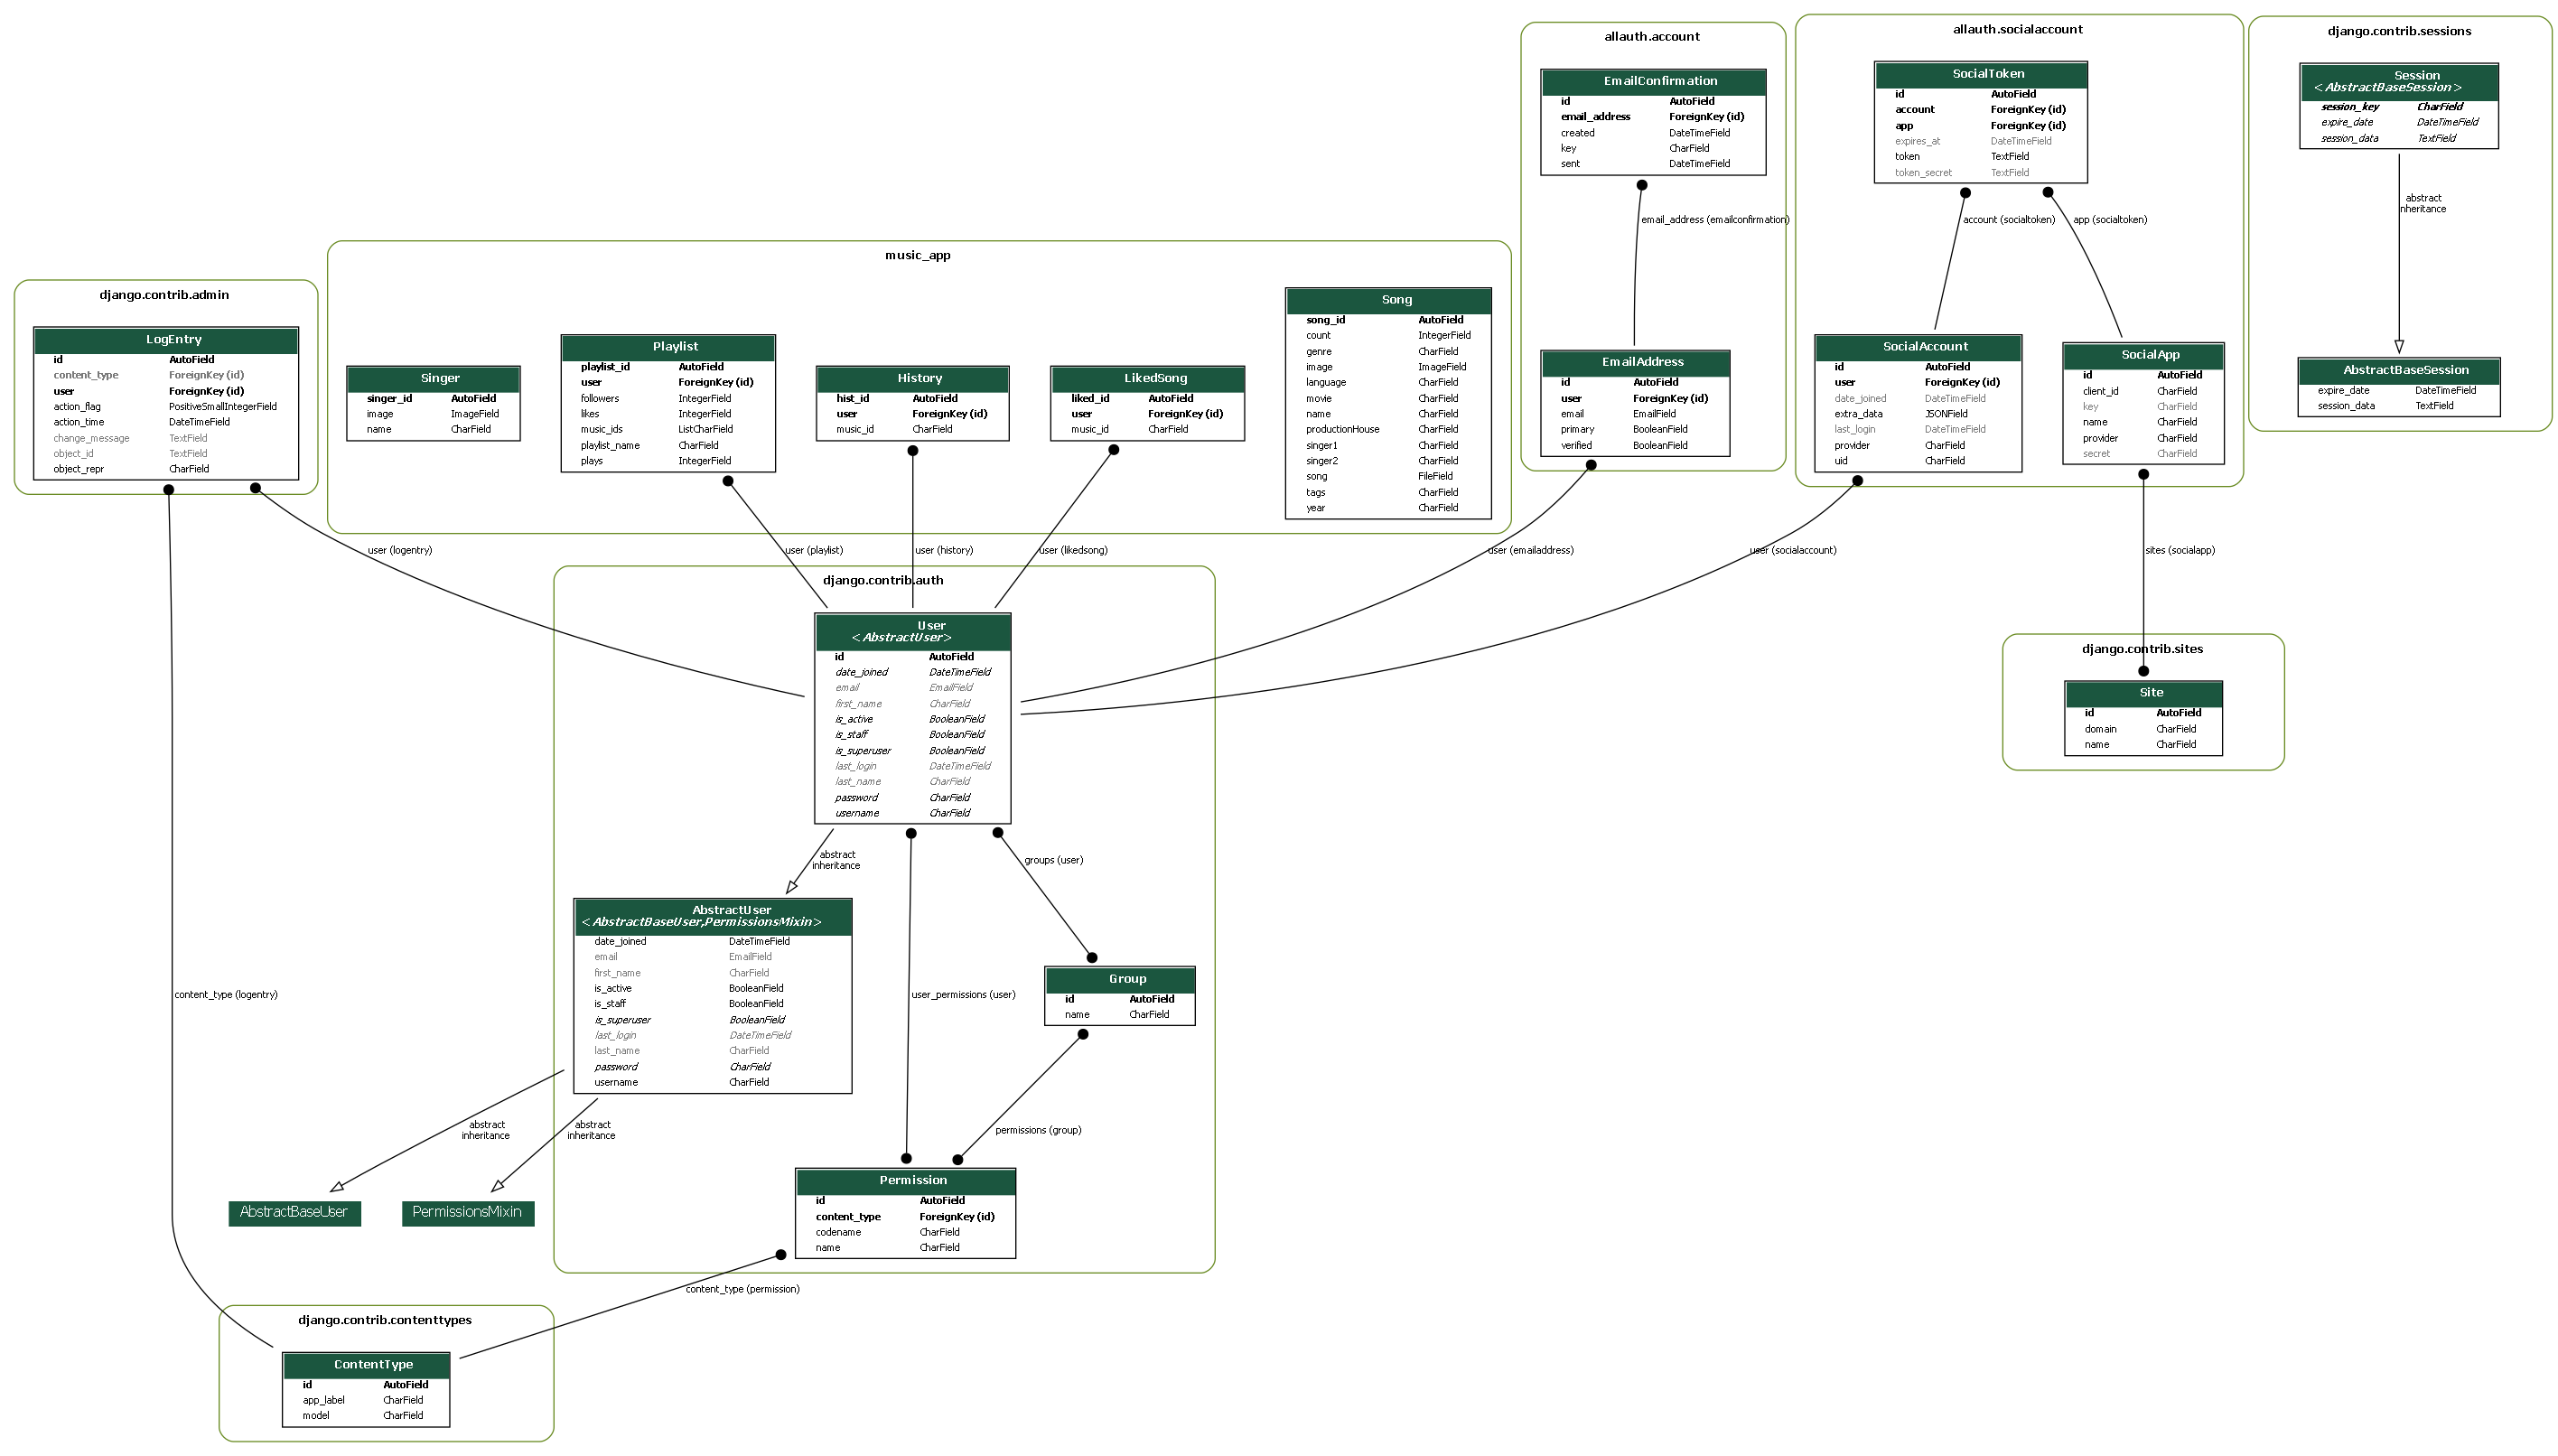 allauth.account
EmailConfirmation
id AutoField
email_address ForeignKey (id)
created DateTimeField
key CharField
sent DateTimeField
email_address (emailconfirmation)
EmailAddress
id AutoField
user ForeignKey (id)
email EmailField
primary BooleanField
verified BooleanField
allauth.socialaccount
SocialToken
id AutoField
account ForeignKey (id)
app ForeignKey (id)
expires_at DateTimeField
token TextField
token_secret TextField
account (socialtoken)
app (socialtoken)
SocialAccount
id AutoField
user ForeignKey (id)
date_joined DateTimeField
extra_data JSONField
last_login DateTimeField
provider CharField
uid CharField
SocialApp
id AutoField
client_id CharField
key CharField
name CharField
provider CharField
secret CharField
django.contrib.sessions
Session
<AbstractBaseSession>
session_key CharField
expire_date DateTimeField
session_data TextField
abstract
inheritance
AbstractBaseSession
expire_date DateTimeField
session_data TextField
music_app
Singer
singer_id AutoField
image ImageField
name CharField
Playlist
playlist_id AutoField
user ForeignKey (id)
followers IntegerField
likes IntegerField
music_ids ListCharField
playlist_name CharField
plays IntegerField
History
hist_id AutoField
user ForeignKey (id)
music_id CharField
LikedSong
liked_id AutoField
user ForeignKey (id)
music_id CharField
Song
song_id AutoField
count IntegerField
genre CharField
image ImageField
language CharField
movie CharField
name CharField
productionHouse CharField
singer1 CharField
singer2 CharField
song FileField
tags CharField
year CharField
django.contrib.admin
LogEntry
id AutoField
content_type ForeignKey (id)
user ForeignKey (id)
action_flag PositiveSmallIntegerField
action_time DateTimeField
change_message TextField
object_id TextField
object_repr CharField
user (logentry)
user (playlist)
user (history)
user (likedsong)
user (emailaddress)
user (socialaccount)
sites (socialapp)
django.contrib.auth
User
<AbstractUser>
id AutoField
date_joined DateTimeField
email EmailField
first_name CharField
is_active BooleanField
is_staff BooleanField
is_superuser BooleanField
last_login DateTimeField
last_name CharField
password CharField
username CharField
django.contrib.sites
Site
id AutoField
domain CharField
name CharField
abstract
inheritance
groups (user)
AbstractUser
<AbstractBaseUser,PermissionsMixin>
date_joined DateTimeField
email EmailField
first_name CharField
is_active BooleanField
is_staff BooleanField
is_superuser BooleanField
last_login DateTimeField
last_name CharField
password CharField
username CharField
content_type (logentry)
user_permissions (user)
Group
id AutoField
name CharField
abstract
inheritance
abstract
inheritance
permissions (group)
AbstractBaseUser
PermissionsMixin
Permission
id AutoField
content_type ForeignKey (id)
codename CharField
name CharField
content_type (permission)
django.contrib.contenttypes
ContentType
id AutoField
app_label CharField
model CharField